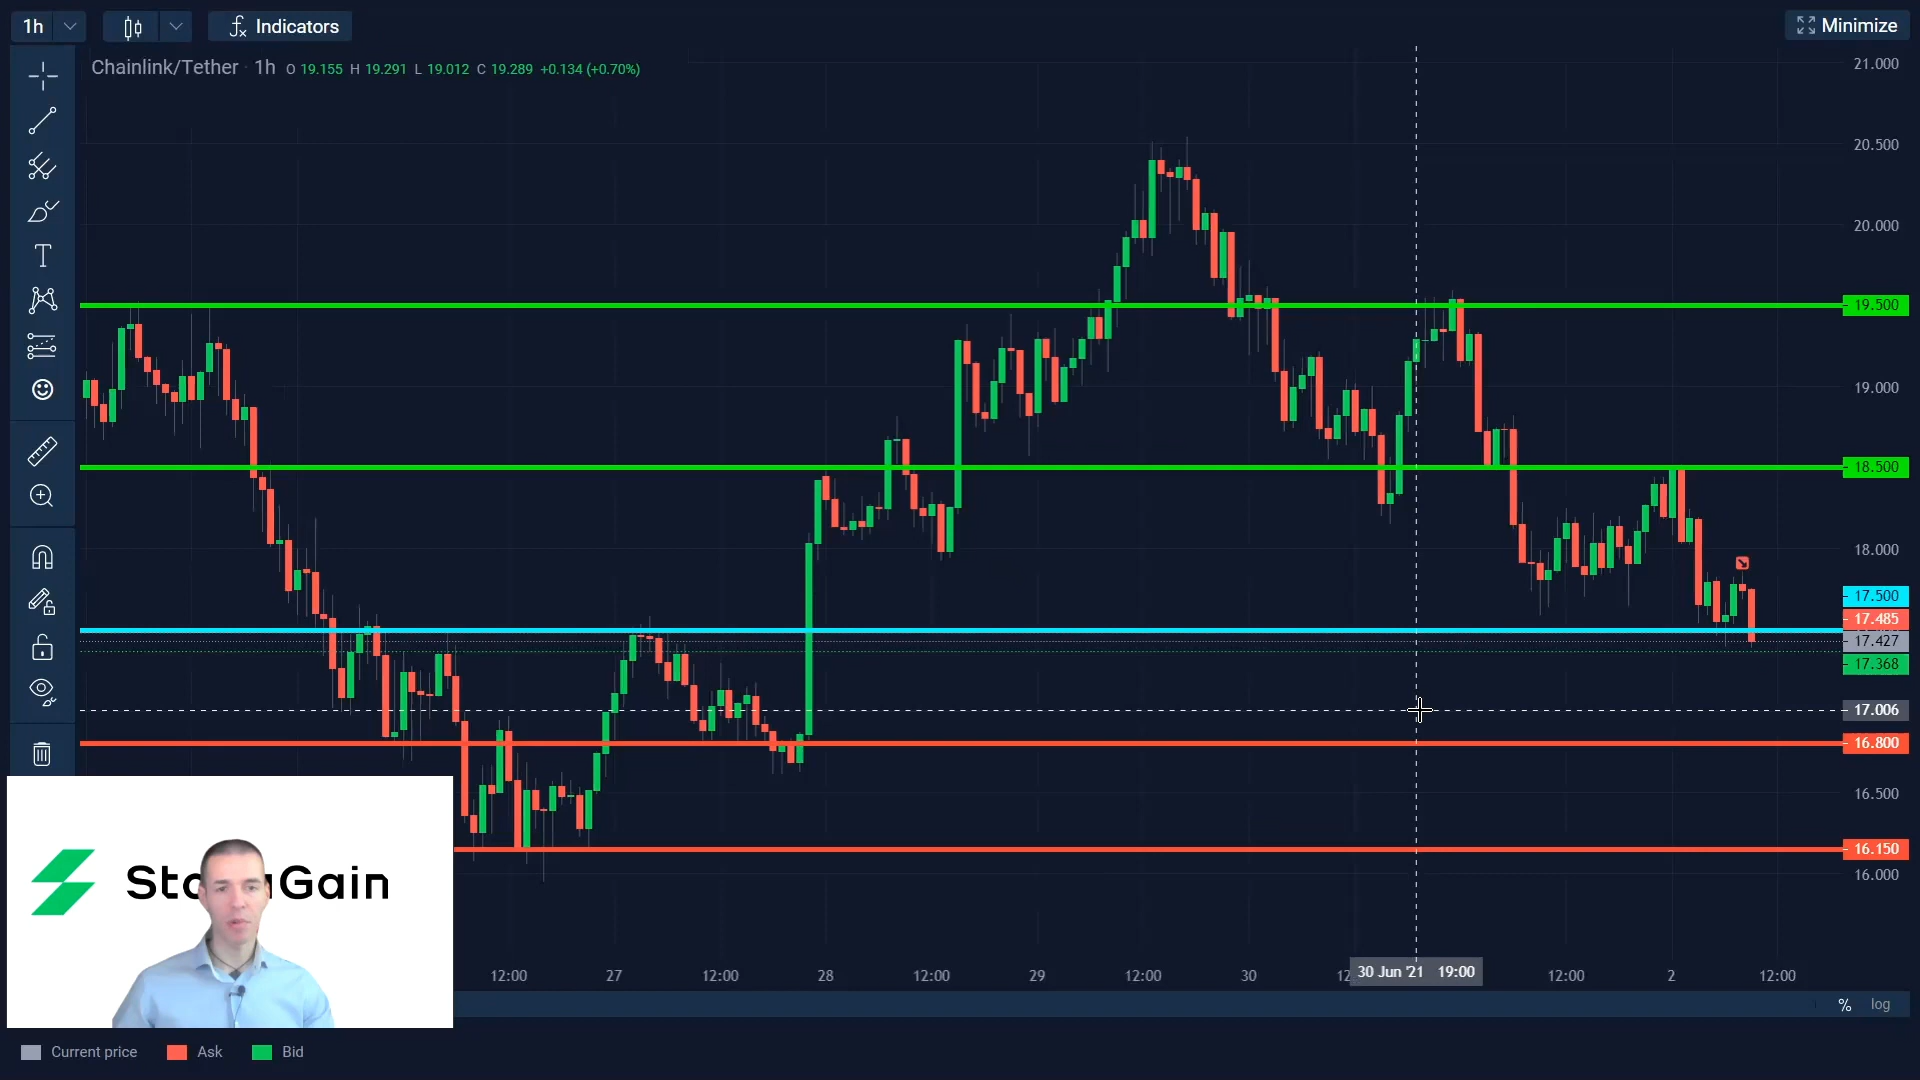 1h
Indicators
Minimize
Chainlink/Tether · 1h O 19.155 H 19.291 L 19.012 C 19.289 +0.134 (+0.70%)
21.000
20.500
20.000
19.500
19.000
18.500
18.000
17.500
17.485
17.427
17.368
17.006
16.800
16.500
16.150
16.000
12:00 27 12:00 28 12:00 29 12:00 30 30 Jun '21 19:00 12:00 2 12:00
% log
Current price Ask Bid